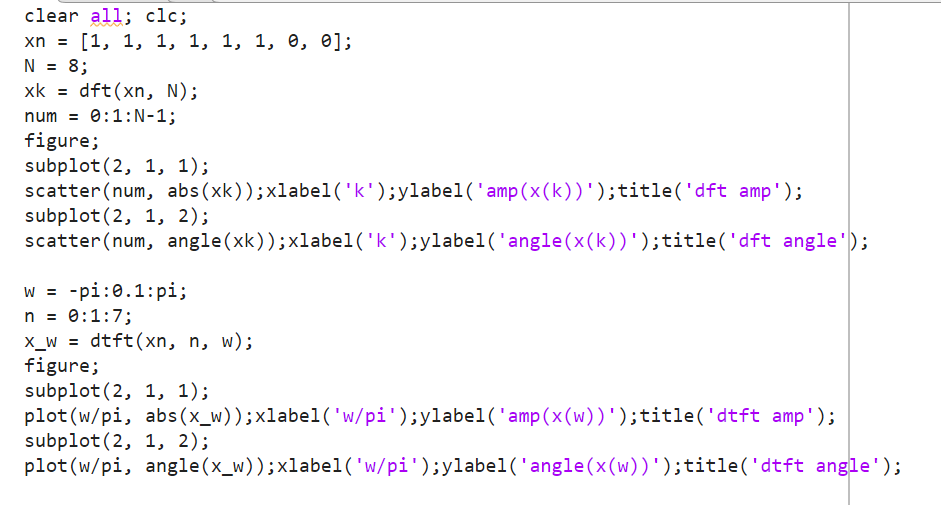 clear all; clc;
xn = [1, 1, 1, 1, 1, 1, 0, 0];
N = 8;
xk = dft(xn, N);
num = 0:1:N-1;
figure;
subplot(2, 1, 1);
scatter(num, abs(xk));xlabel('k');ylabel('amp(x(k))');title('dft amp');
subplot(2, 1, 2);
scatter(num, angle(xk));xlabel('k');ylabel('angle(x(k))');title('dft angle');
w = -pi:0.1:pi;
n = 0:1:7;
x_w = dtft(xn, n, w);
figure;
subplot(2, 1, 1);
plot(w/pi, abs(x_w));xlabel('w/pi');ylabel('amp(x(w))');title('dtft amp');
subplot(2, 1, 2);
plot(w/pi, angle(x_w));xlabel('w/pi');ylabel('angle(x(w))');title('dtft angle');